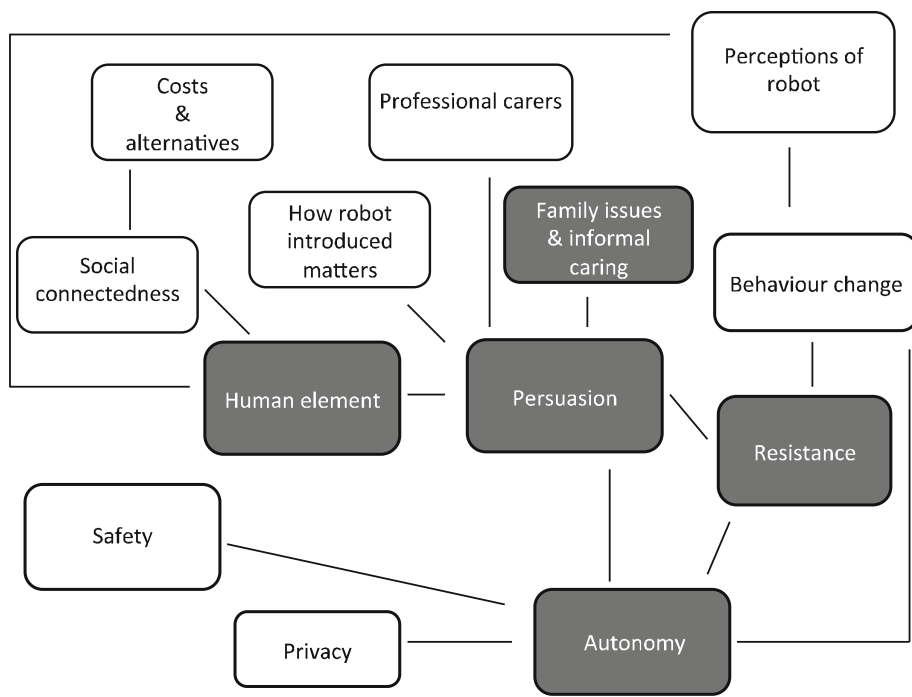 Perceptions of
robot
Costs
&
alternatives
Professional carers
How robot
introduced
matters
Family issues
& informal
caring
Social
connectedness
Behaviour change
Human element
Persuasion
Resistance
Safety
Privacy
Autonomy